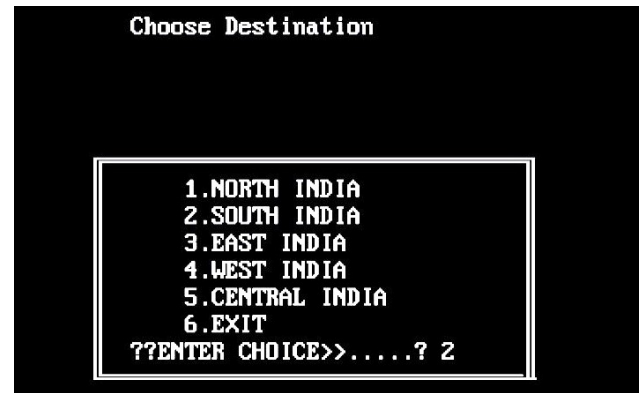 Choose Destination
1.NORTH INDIA
2.SOUTH INDIA
3.EAST INDIA
4.WEST INDIA
5.CENTRAL INDIA
6.EXIT
??ENTER CHOICE>>.....? 2